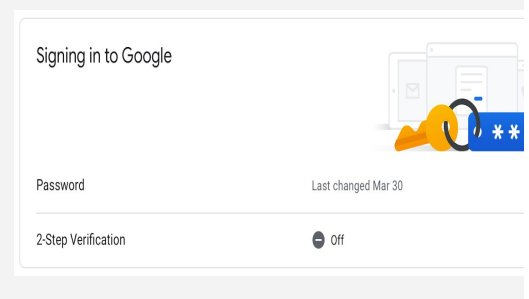 Signing in to Google
**
Password Last changed Mar 30
2-Step Verification Off